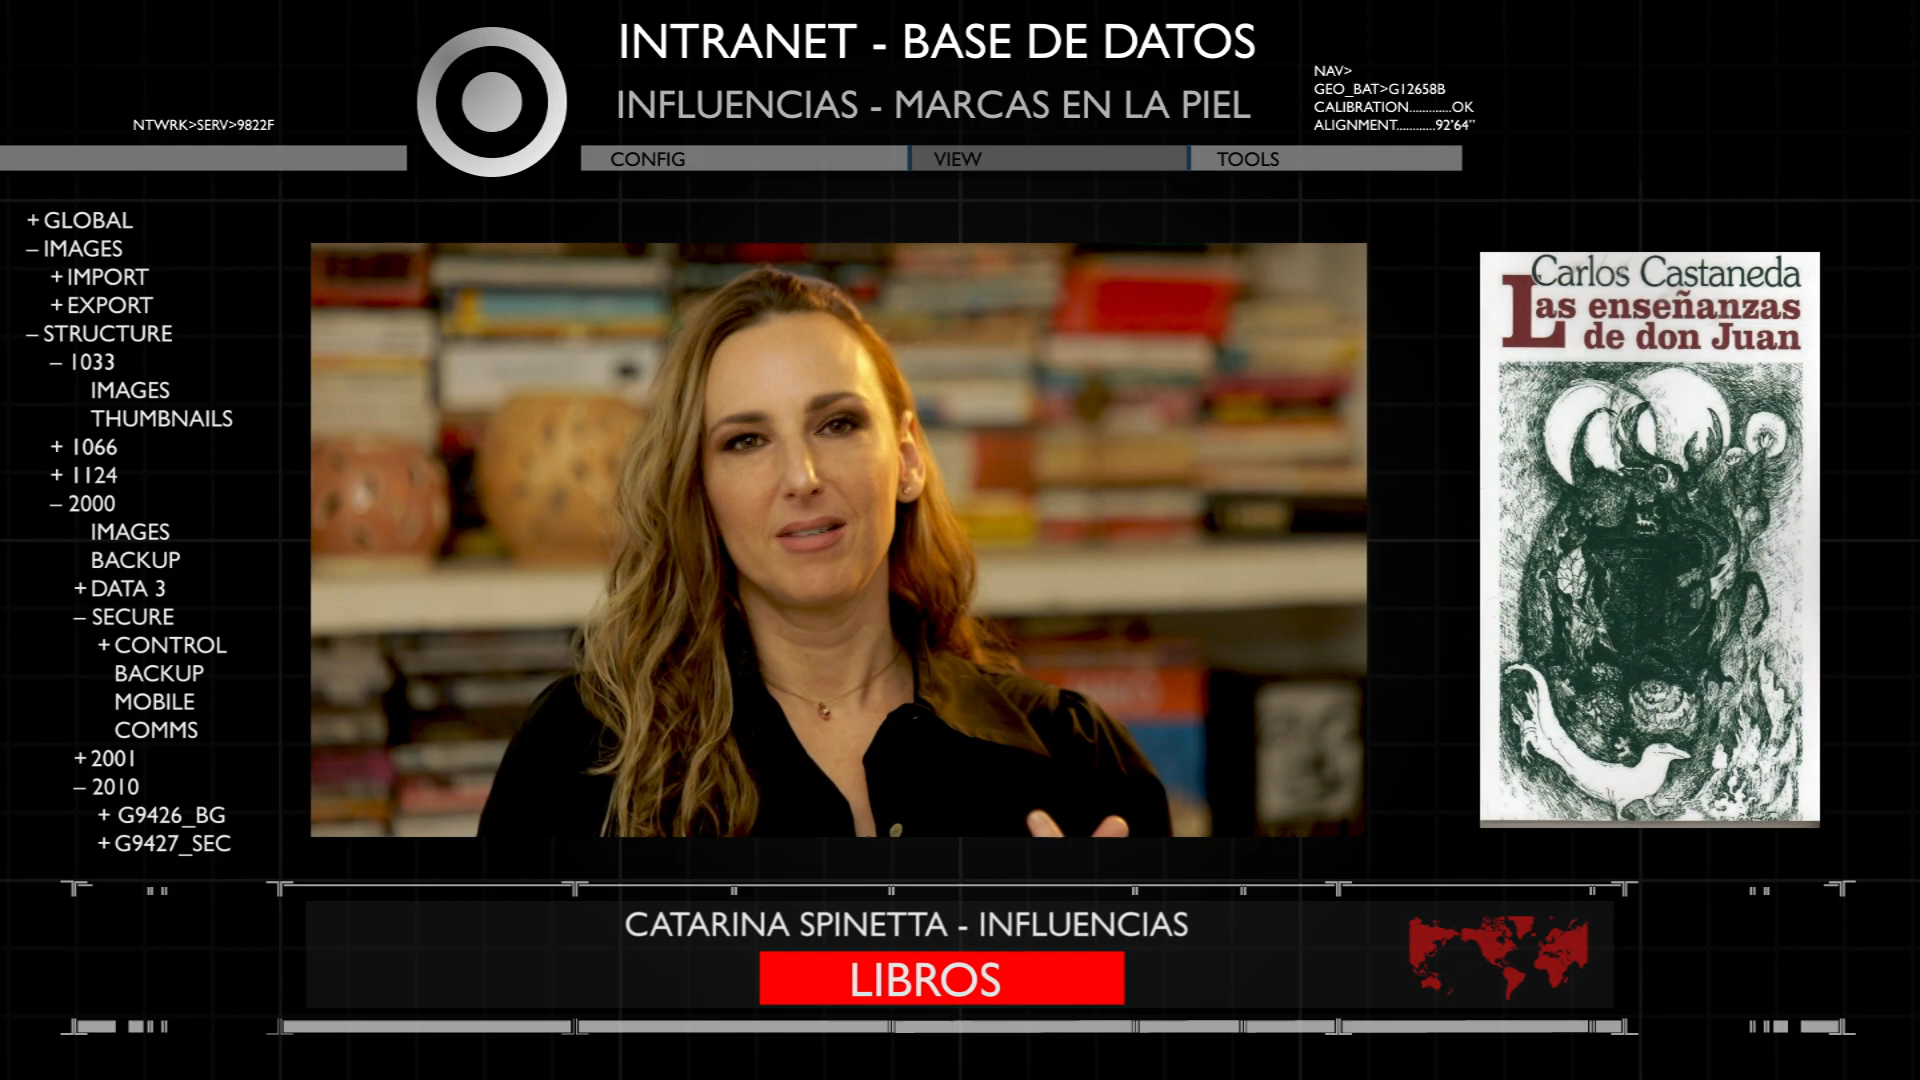 INTRANET - BASE DE DATOS
INFLUENCIAS - MARCAS EN LA PIEL
NTWRK>SERV>9822F
NAV>
GEO_BAT>G12658B
CALIBRATION.............OK
ALIGNMENT............92'64"
CONFIG
VIEW
TOOLS
+ GLOBAL
– IMAGES
+ IMPORT
+ EXPORT
– STRUCTURE
– 1033
IMAGES
THUMBNAILS
+ 1066
+ 1124
– 2000
IMAGES
BACKUP
+ DATA 3
– SECURE
+ CONTROL
BACKUP
MOBILE
COMMS
+ 2001
– 2010
+ G9426_BG
+ G9427_SEC
Carlos Castaneda
Las enseñanzas
de don Juan
CATARINA SPINETTA - INFLUENCIAS
LIBROS